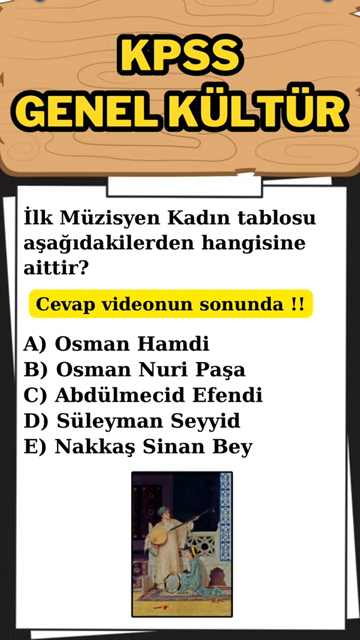 KPSS
GENEL KÜLTÜR
İlk Müzisyen Kadın tablosu
aşağıdakilerden hangisine
aittir?
Cevap videonun sonunda !!
A) Osman Hamdi
B) Osman Nuri Paşa
C) Abdülmecid Efendi
D) Süleyman Seyyid
E) Nakkaş Sinan Bey